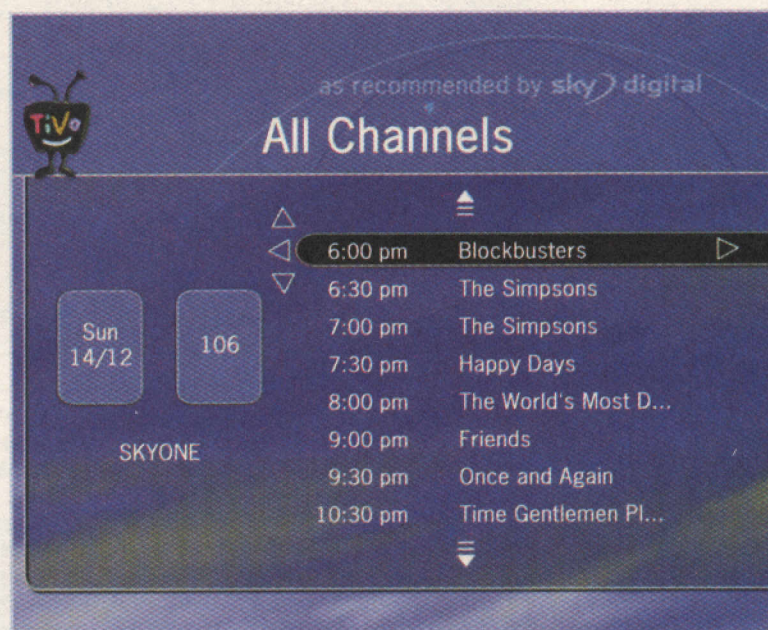 as recommended by sky digital
TiVo
All Channels
6:00 pm Blockbusters
6:30 pm The Simpsons
7:00 pm The Simpsons
7:30 pm Happy Days
8:00 pm The World's Most D...
9:00 pm Friends
9:30 pm Once and Again
10:30 pm Time Gentlemen Pl...
Sun
14/12
106
SKYONE